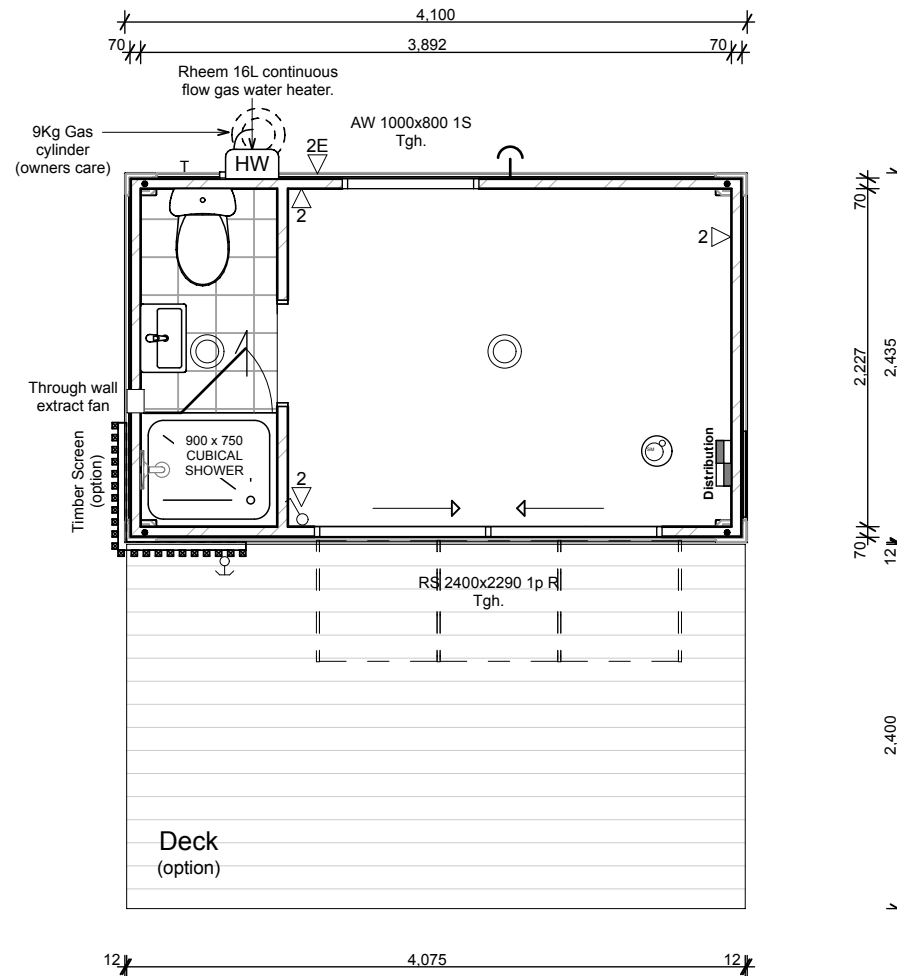 4,100
70
3,892
70
Rheem 16L continuous
flow gas water heater.
9Kg Gas
cylinder
(owners care)
AW 1000x800 1S
Tgh.
T
HW
2E
2
2
70
2,227
2,435
Through wall
extract fan
Timber Screen
(option)
900 x 750
CUBICAL
SHOWER
2
Distribution
70
12
RS 2400x2290 1p R
Tgh.
2,400
Deck
(option)
12
4,075
12